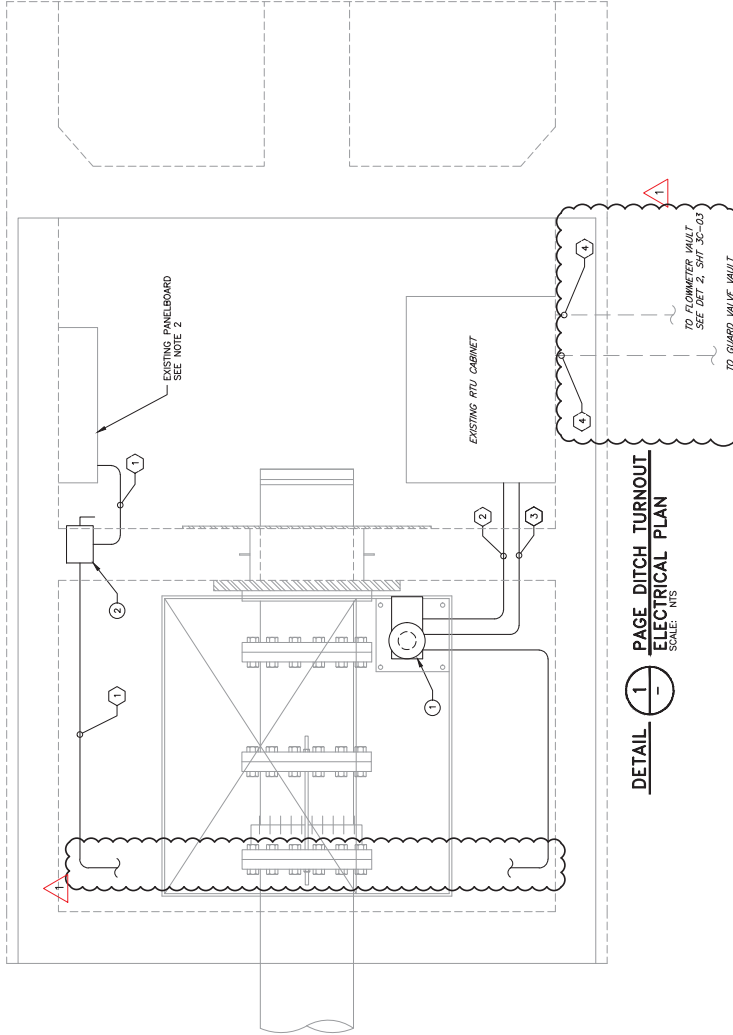 EXISTING PANELBOARD
SEE NOTE 2
1
2
1
EXISTING RTU CABINET
2
3
1
4
4
TO FLOWMETER VAULT
SEE DET 2, SHT 3C-03
TO GUARD VALVE VAULT
1
1
DETAIL
1
-
PAGE DITCH TURNOUT
ELECTRICAL PLAN
SCALE: NTS